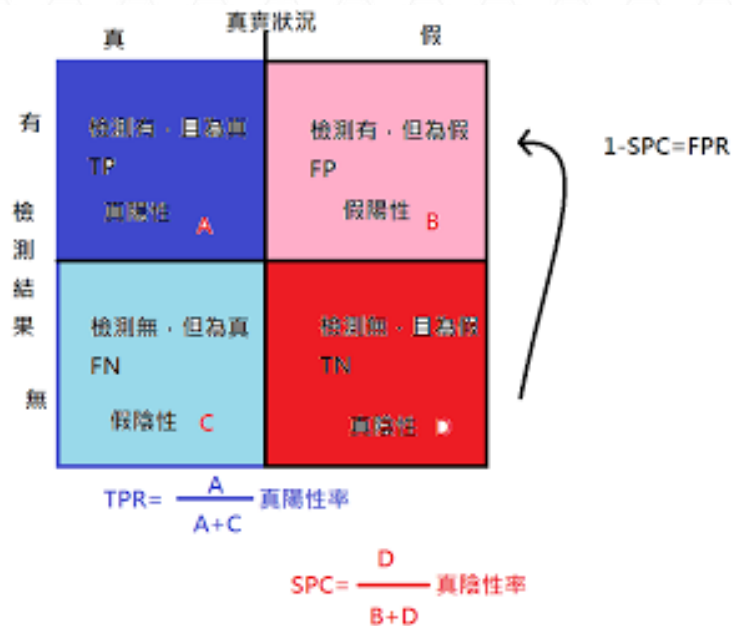 真實狀況
真
假
有
檢測結果
無
檢測有，且為真
TP
真陽性 A
檢測有，但為假
FP
假陽性 B
1-SPC=FPR
檢測無，但為真
FN
假陰性 C
檢測無，且為假
TN
真陰性 D
TPR= A
A+C
真陽性率
SPC= D
B+D
真陰性率